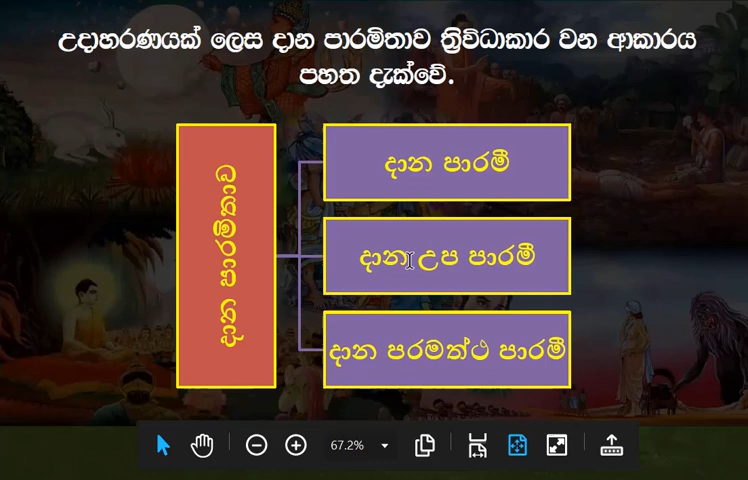 උදාහරණයක් ලෙස දාන පාරමිතාව ත්‍රිවිධාකාර වන ආකාරය
පහත දැක්වේ.
දාන පාරමිතාව
දාන පාරමී
දාන උප පාරමී
දාන පරමත්ථ පාරමී
67.2%